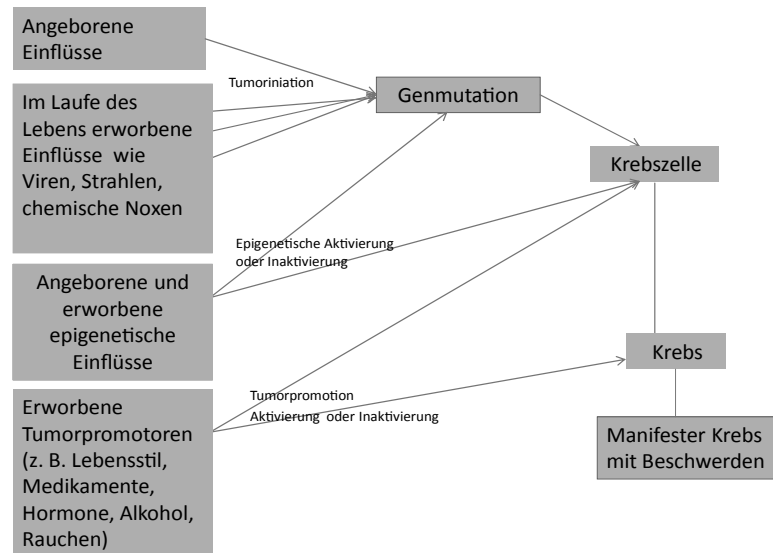 Angeborene
Einflüsse
Tumoriniation
Genmutation
Im Laufe des
Lebens erworbene
Einflüsse wie
Viren, Strahlen,
chemische Noxen
Krebszelle
Epigenetische Aktivierung
oder Inaktivierung
Angeborene und
erworbene
epigenetische
Einflüsse
Krebs
Tumorpromotion
Aktivierung oder Inaktivierung
Erworbene
Tumorpromotoren
(z. B. Lebensstil,
Medikamente,
Hormone, Alkohol,
Rauchen)
Manifester Krebs
mit Beschwerden